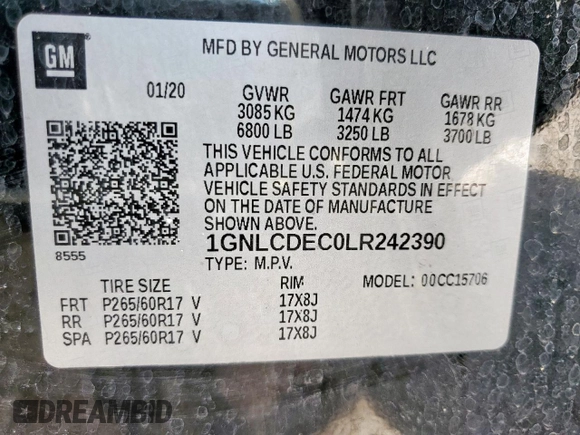 GM
MFD BY GENERAL MOTORS LLC
01/20 GVWR GAWR FRT GAWR RR
3085 KG 1474 KG 1678 KG
6800 LB 3250 LB 3700 LB
THIS VEHICLE CONFORMS TO ALL
APPLICABLE U.S. FEDERAL MOTOR
VEHICLE SAFETY STANDARDS IN EFFECT
ON THE DATE OF MANUFACTURE
SHOWN ABOVE.
1GNLCDEC0LR242390
8555
TYPE: M.P.V. MODEL: 00CC15706
TIRE SIZE RIM
FRT P265/60R17 V 17X8J
RR P265/60R17 V 17X8J
SPA P265/60R17 V 17X8J
DREAMBID